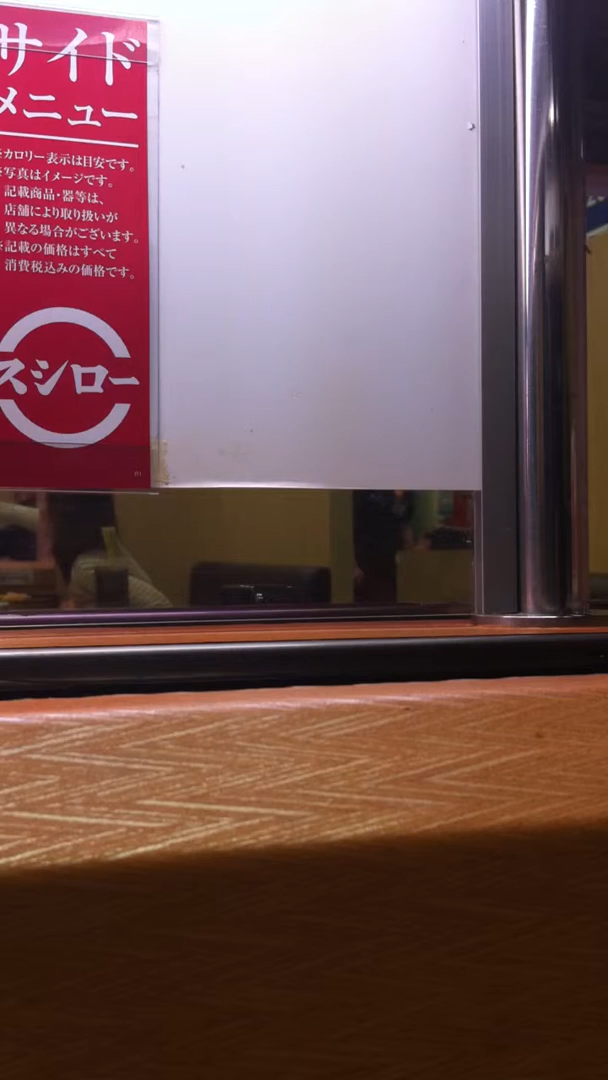 サイド
メニュー
※カロリー表示は目安です。
※写真はイメージです。
記載商品・器等は、
店舗により取り扱いが
異なる場合がございます。
※記載の価格はすべて
消費税込みの価格です。
スシロー